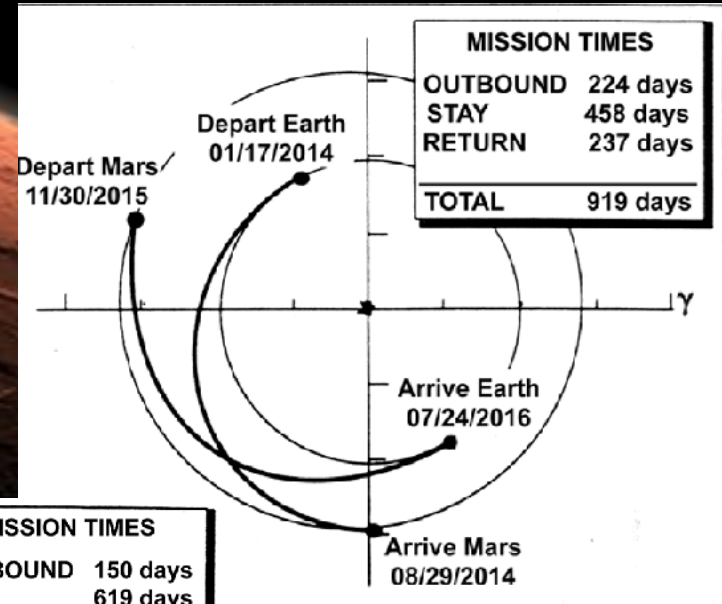 MISSION TIMES
OUTBOUND 224 days
STAY 458 days
RETURN 237 days
TOTAL 919 days
Depart Earth
01/17/2014
Depart Mars
11/30/2015
γ
Arrive Earth
07/24/2016
Arrive Mars
08/29/2014
ISSION TIMES
BOUND 150 days
619 days